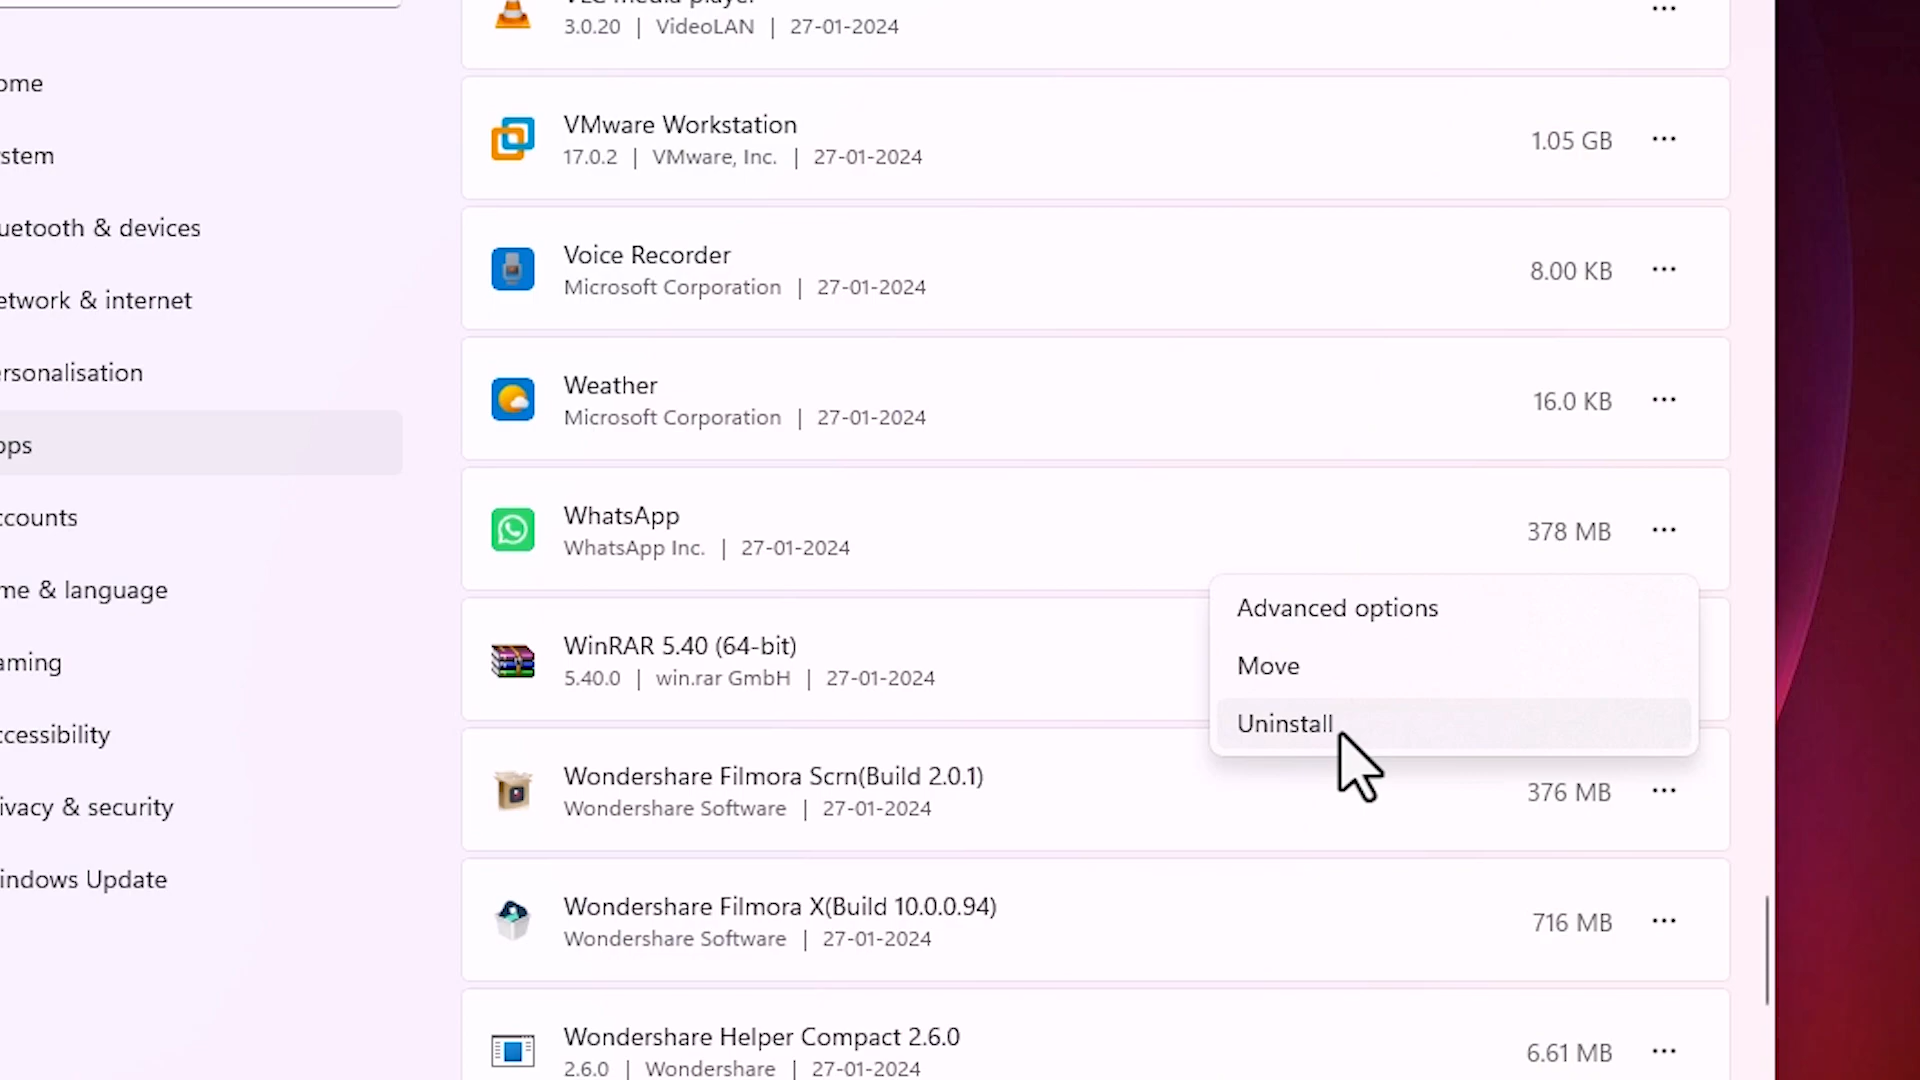 VLC media player
3.0.20 | VideoLAN | 27-01-2024
ome
VMware Workstation
17.0.2 | VMware, Inc. | 27-01-2024
1.05 GB
stem
uetooth & devices
Voice Recorder
Microsoft Corporation | 27-01-2024
8.00 KB
etwork & internet
ersonalisation
Weather
Microsoft Corporation | 27-01-2024
16.0 KB
pps
ccounts
WhatsApp
WhatsApp Inc. | 27-01-2024
378 MB
me & language
Advanced options
Move
Uninstall
WinRAR 5.40 (64-bit)
5.40.0 | win.rar GmbH | 27-01-2024
aming
ccessibility
Wondershare Filmora Scrn(Build 2.0.1)
Wondershare Software | 27-01-2024
376 MB
ivacy & security
indows Update
Wondershare Filmora X(Build 10.0.0.94)
Wondershare Software | 27-01-2024
716 MB
Wondershare Helper Compact 2.6.0
2.6.0 | Wondershare | 27-01-2024
6.61 MB